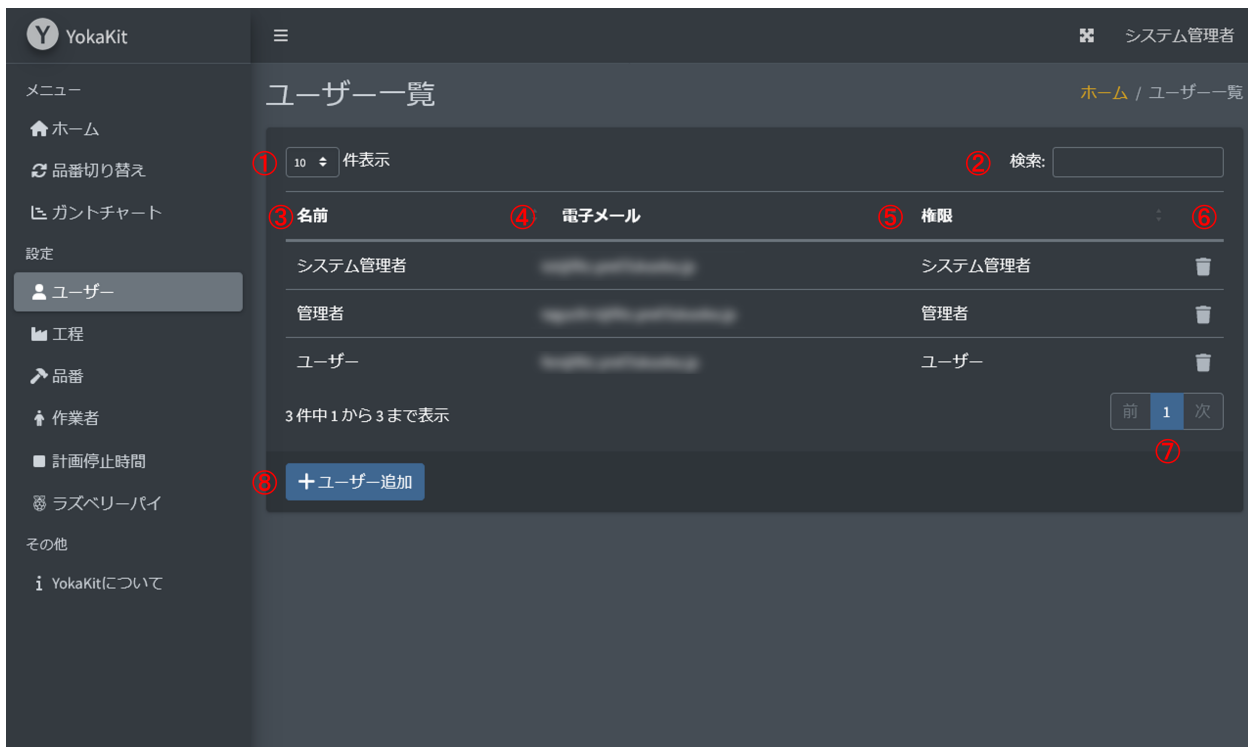 Y YokaKit
システム管理者
メニュー
ホーム
品番切り替え
ガントチャート
設定
ユーザー
工程
品番
作業者
計画停止時間
ラズベリーパイ
その他
YokaKitについて
ユーザー一覧
ホーム / ユーザー一覧
① 10 件表示
② 検索:
③ 名前 ④ 電子メール ⑤ 権限 ⑥
システム管理者 システム管理者
管理者 管理者
ユーザー ユーザー
3 件中 1 から 3 まで表示
前 1 次
⑦
⑧ ユーザー追加